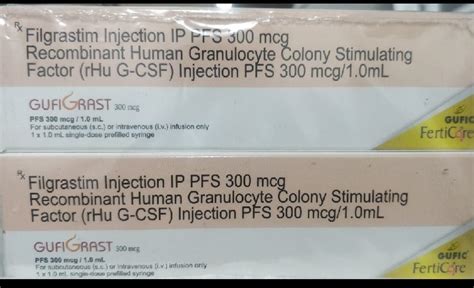 Rx Filgrastim Injection IP PFS 300 mcg
Recombinant Human Granulocyte Colony Stimulating
Factor (rHu G-CSF) Injection PFS 300 mcg/1.0mL
GUFIGRAST 300 mcg
PFS 300 mcg / 1.0 mL
For subcutaneous (s.c.) or intravenous (i.v.) infusion only
1 x 1.0 mL single-dose prefilled syringe
GUFIC
FertiCare
Rx Filgrastim Injection IP PFS 300 mcg
Recombinant Human Granulocyte Colony Stimulating
Factor (rHu G-CSF) Injection PFS 300 mcg/1.0mL
GUFIGRAST 300 mcg
PFS 300 mcg / 1.0 mL
For subcutaneous (s.c.) or intravenous (i.v.) infusion only
1 x 1.0 mL single-dose prefilled syringe
GUFIC
FertiCare